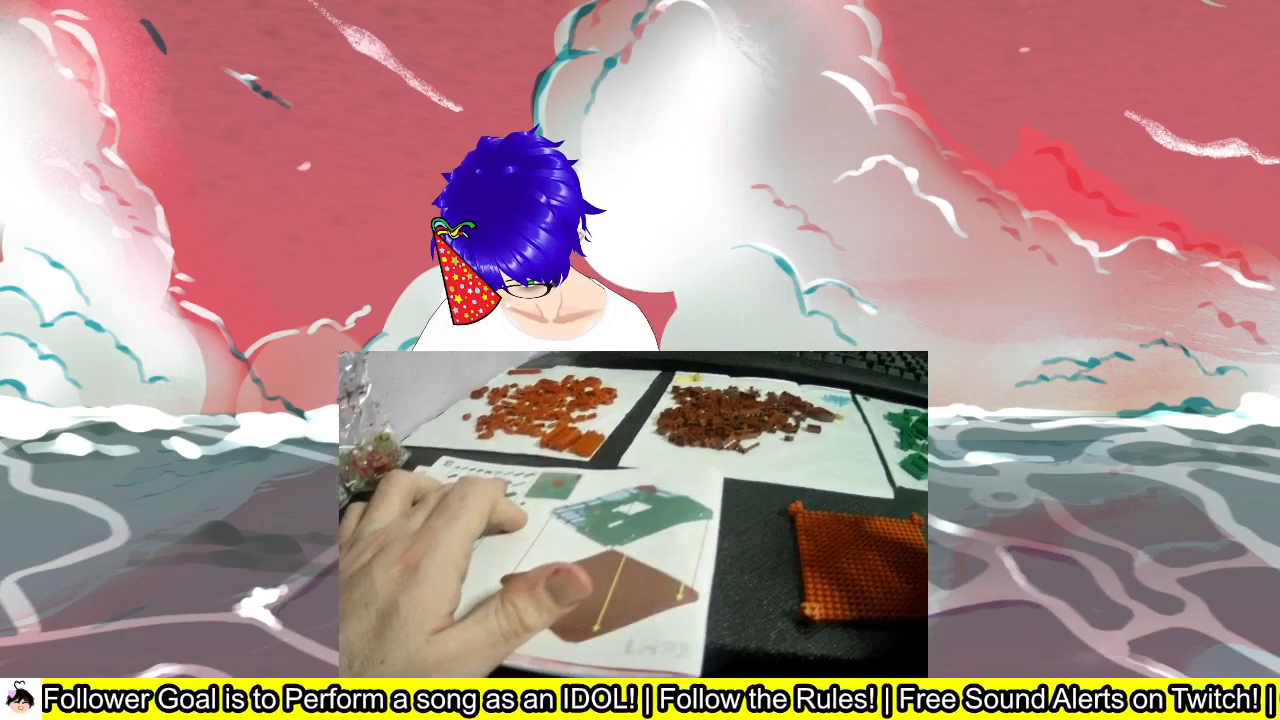 Follower Goal is to Perform a song as an IDOL! | Follow the Rules! | Free Sound Alerts on Twitch! |